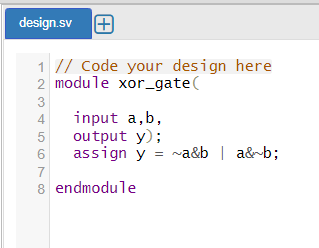 design.sv
1 // Code your design here
2 module xor_gate(
3
4   input a,b,
5   output y);
6   assign y = ~a&b | a&~b;
7
8 endmodule